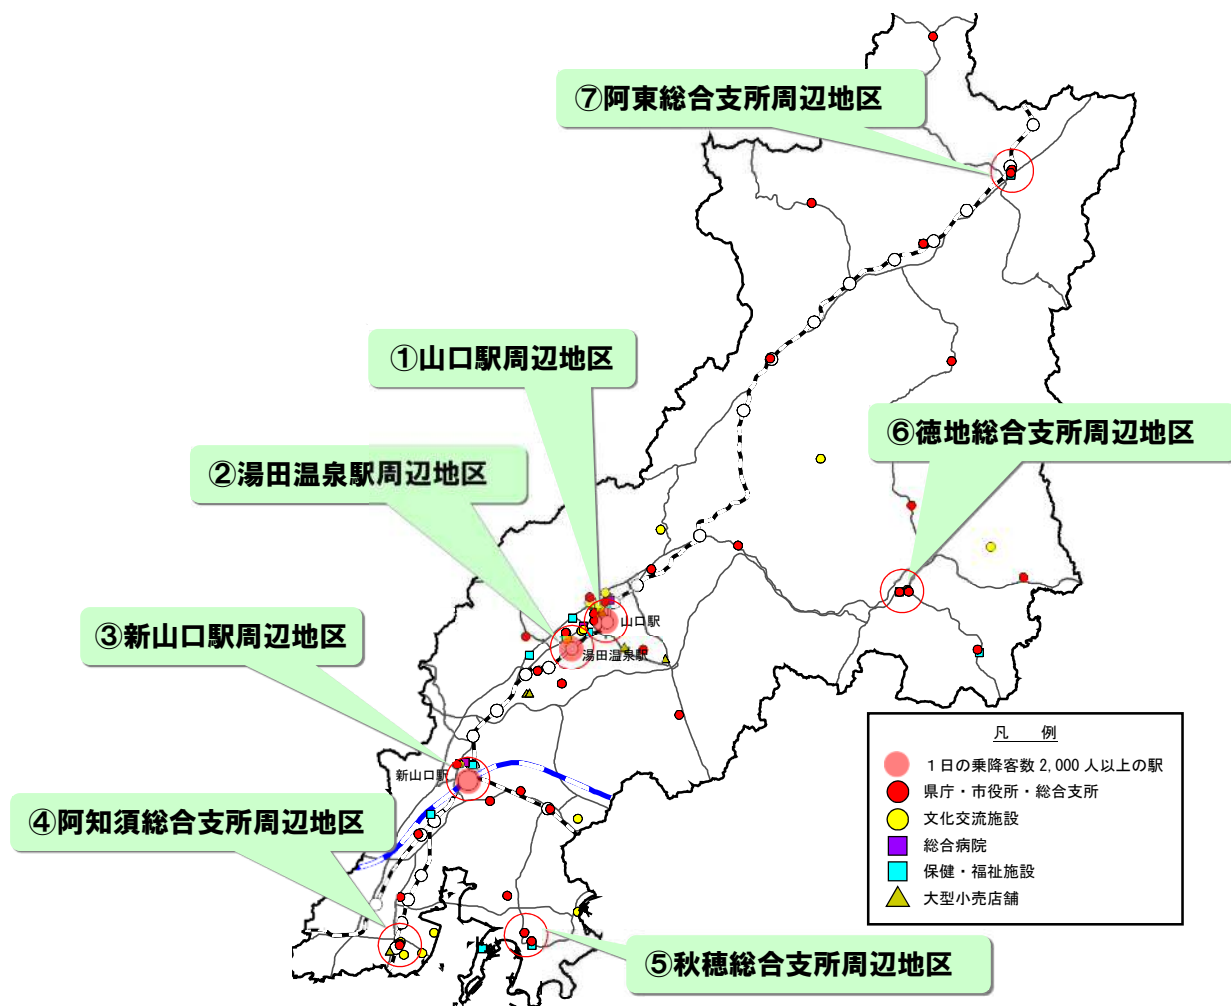 ⑦阿東総合支所周辺地区
①山口駅周辺地区
⑥徳地総合支所周辺地区
②湯田温泉駅周辺地区
③新山口駅周辺地区
山口駅
湯田温泉駅
新山口駅
④阿知須総合支所周辺地区
⑤秋穂総合支所周辺地区
凡 例
1日の乗降客数2,000人以上の駅
県庁・市役所・総合支所
文化交流施設
総合病院
保健・福祉施設
大型小売店舗